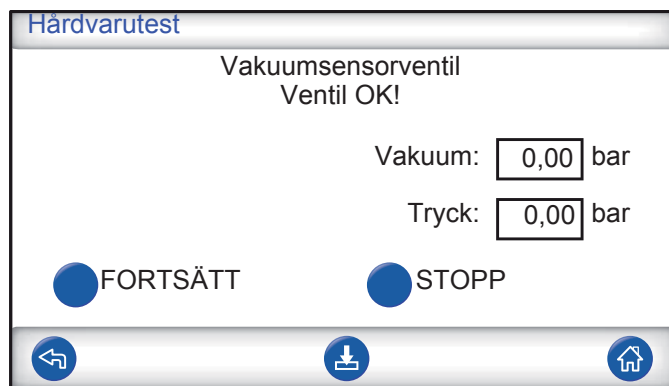 Hårdvarutest
Vakuumsensorventil
Ventil OK!
Vakuum: 0,00 bar
Tryck: 0,00 bar
FORTSÄTT STOPP